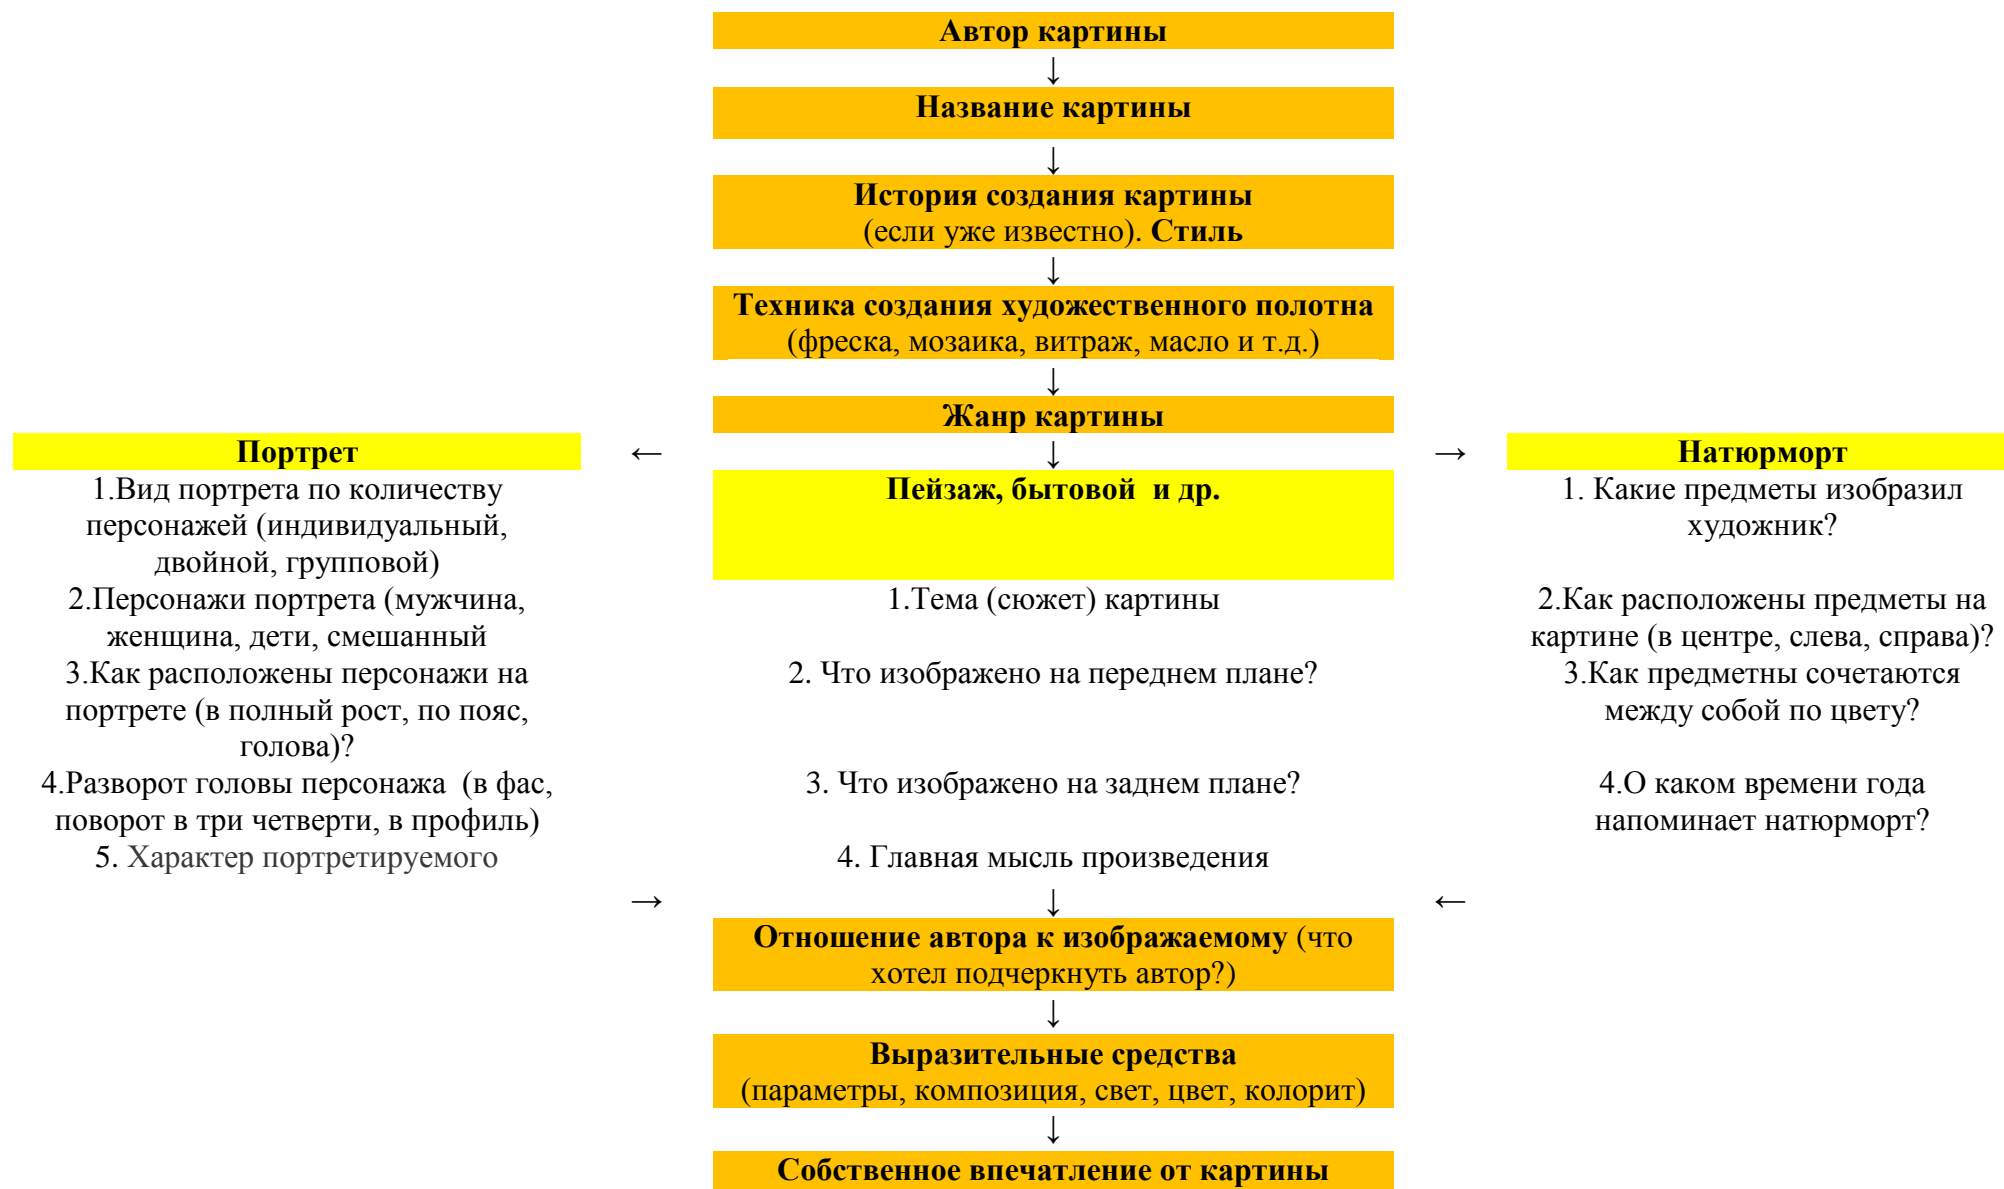 Автор картины
↓
Название картины
↓
История создания картины
(если уже известно). Стиль
↓
Техника создания художественного полотна
(фреска, мозаика, витраж, масло и т.д.)
↓
Жанр картины
← ↓ →
Портрет
1.Вид портрета по количеству
персонажей (индивидуальный,
двойной, групповой)
2.Персонажи портрета (мужчина,
женщина, дети, смешанный
3.Как расположены персонажи на
портрете (в полный рост, по пояс,
голова)?
4.Разворот головы персонажа (в фас,
поворот в три четверти, в профиль)
5. Характер портретируемого
Пейзаж, бытовой и др.
1.Тема (сюжет) картины
2. Что изображено на переднем плане?
3. Что изображено на заднем плане?
4. Главная мысль произведения
Натюрморт
1. Какие предметы изобразил
художник?
2.Как расположены предметы на
картине (в центре, слева, справа)?
3.Как предметны сочетаются
между собой по цвету?
4.О каком времени года
напоминает натюрморт?
→ ↓ ←
Отношение автора к изображаемому (что
хотел подчеркнуть автор?)
↓
Выразительные средства
(параметры, композиция, свет, цвет, колорит)
↓
Собственное впечатление от картины